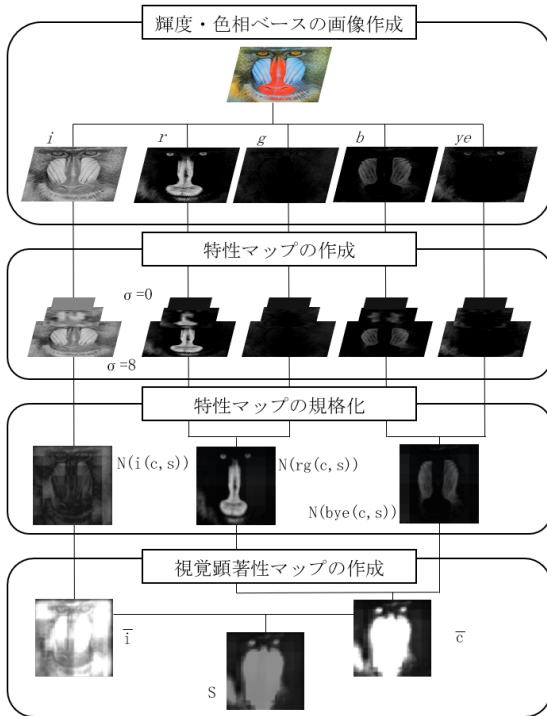 輝度・色相ベースの画像作成
i
r
g
b
ye
特性マップの作成
σ=0
σ=8
特性マップの規格化
N(i(c,s))
N(rg(c,s))
N(bye(c,s))
視覚顕著性マップの作成
i̅
c̅
S